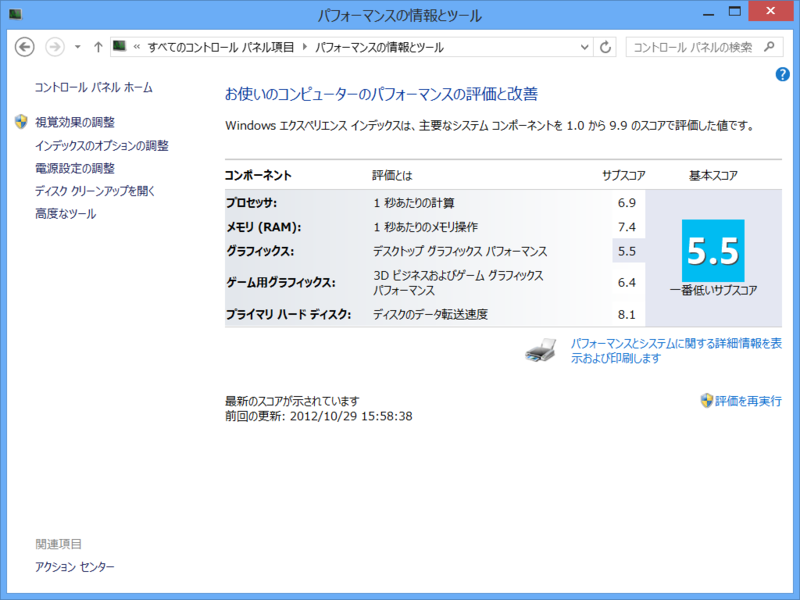 パフォーマンスの情報とツール
« すべてのコントロール パネル項目 ▸ パフォーマンスの情報とツール
コントロール パネルの検索
コントロール パネル ホーム
視覚効果の調整
インデックスのオプションの調整
電源設定の調整
ディスク クリーンアップを開く
高度なツール
お使いのコンピューターのパフォーマンスの評価と改善
Windows エクスペリエンス インデックスは、主要なシステム コンポーネントを 1.0 から 9.9 のスコアで評価した値です。
コンポーネント 評価とは サブスコア 基本スコア
プロセッサ: 1 秒あたりの計算 6.9
メモリ (RAM): 1 秒あたりのメモリ操作 7.4
グラフィックス: デスクトップ グラフィックス パフォーマンス 5.5
ゲーム用グラフィックス: 3D ビジネスおよびゲーム グラフィックス
パフォーマンス 6.4
プライマリ ハード ディスク: ディスクのデータ転送速度 8.1
5.5
一番低いサブスコア
パフォーマンスとシステムに関する詳細情報を表
示および印刷します
最新のスコアが示されています
前回の更新: 2012/10/29 15:58:38
評価を再実行
関連項目
アクション センター